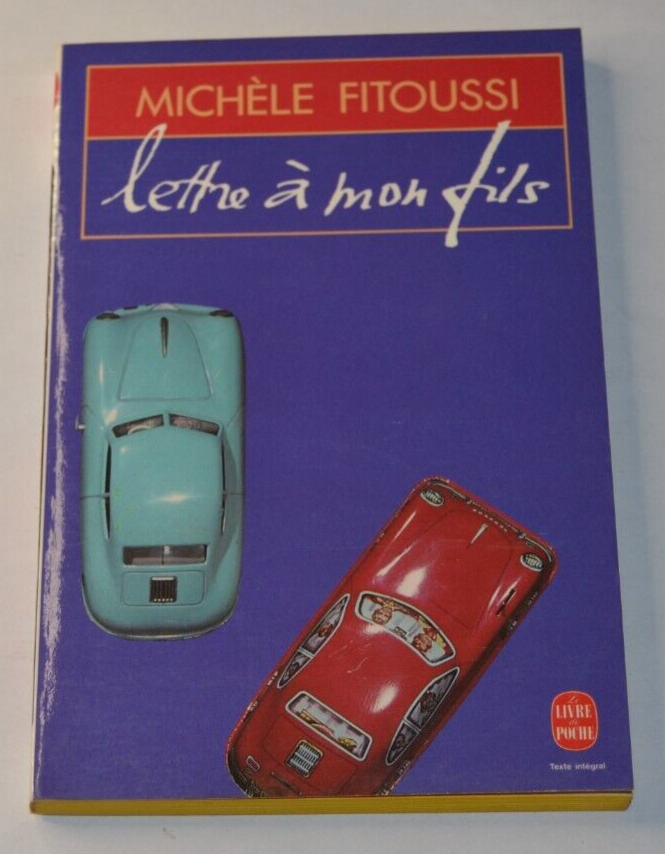 MICHÈLE FITOUSSI
lettre à mon fils
Le
LIVRE
de
POCHE
Texte intégral